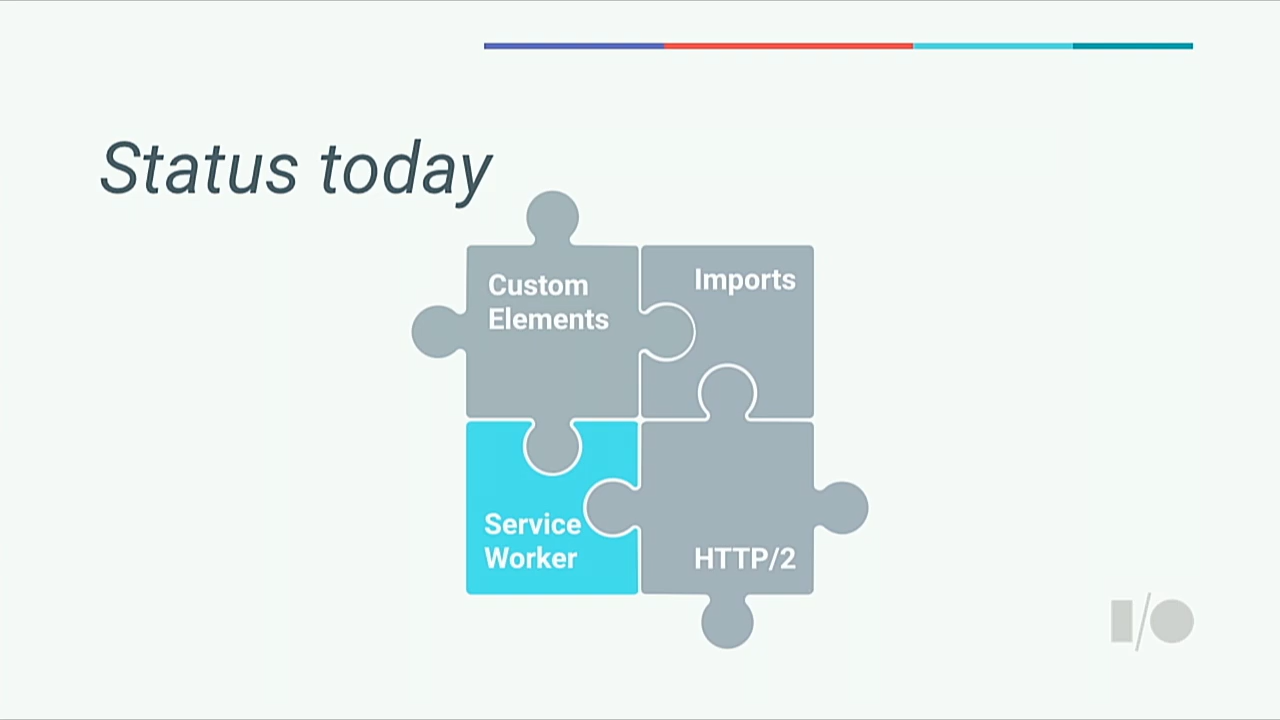 Status today
Custom
Elements
Imports
Service
Worker
HTTP/2
I/O